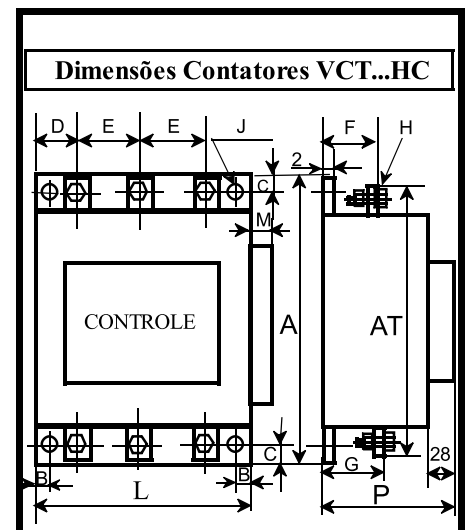 Dimensões Contatores VCT...HC
D E E J F H
2
C
M
CONTROLE
A
AT
C
B B
L
G
28
P